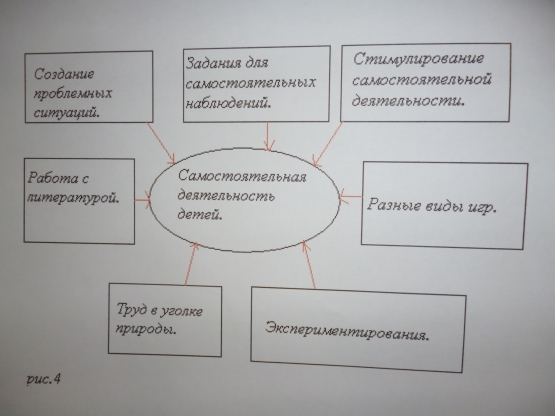 Создание
проблемных
ситуаций.
Задания для
самостоятельных
наблюдений.
Стимулирование
самостоятельной
деятельности.
Работа с
литературой.
Самостоятельная
деятельность
детей.
Разные виды игр.
Труд в уголке
природы.
Экспериментирования.
рис.4